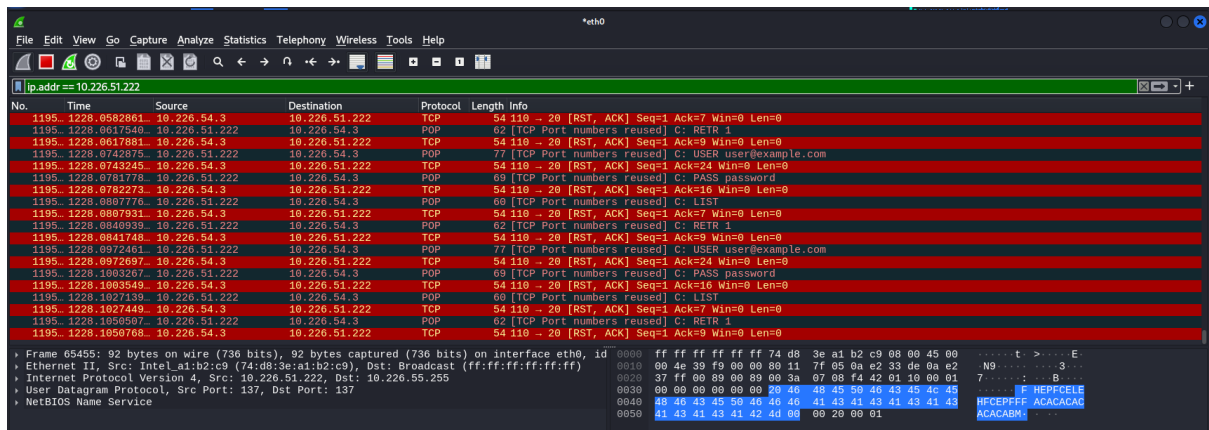 *eth0
File Edit View Go Capture Analyze Statistics Telephony Wireless Tools Help
ip.addr == 10.226.51.222
No. Time Source Destination Protocol Length Info
1195… 1228.0582861… 10.226.54.3 10.226.51.222 TCP 54 110 → 20 [RST, ACK] Seq=1 Ack=7 Win=0 Len=0
1195… 1228.0617540… 10.226.51.222 10.226.54.3 POP 62 [TCP Port numbers reused] C: RETR 1
1195… 1228.0617881… 10.226.54.3 10.226.51.222 TCP 54 110 → 20 [RST, ACK] Seq=1 Ack=9 Win=0 Len=0
1195… 1228.0742875… 10.226.51.222 10.226.54.3 POP 77 [TCP Port numbers reused] C: USER user@example.com
1195… 1228.0743245… 10.226.54.3 10.226.51.222 TCP 54 110 → 20 [RST, ACK] Seq=1 Ack=24 Win=0 Len=0
1195… 1228.0781778… 10.226.51.222 10.226.54.3 POP 69 [TCP Port numbers reused] C: PASS password
1195… 1228.0782273… 10.226.54.3 10.226.51.222 TCP 54 110 → 20 [RST, ACK] Seq=1 Ack=16 Win=0 Len=0
1195… 1228.0807776… 10.226.51.222 10.226.54.3 POP 60 [TCP Port numbers reused] C: LIST
1195… 1228.0807931… 10.226.54.3 10.226.51.222 TCP 54 110 → 20 [RST, ACK] Seq=1 Ack=7 Win=0 Len=0
1195… 1228.0840939… 10.226.51.222 10.226.54.3 POP 62 [TCP Port numbers reused] C: RETR 1
1195… 1228.0841748… 10.226.54.3 10.226.51.222 TCP 54 110 → 20 [RST, ACK] Seq=1 Ack=9 Win=0 Len=0
1195… 1228.0972461… 10.226.51.222 10.226.54.3 POP 77 [TCP Port numbers reused] C: USER user@example.com
1195… 1228.0972697… 10.226.54.3 10.226.51.222 TCP 54 110 → 20 [RST, ACK] Seq=1 Ack=24 Win=0 Len=0
1195… 1228.1003267… 10.226.51.222 10.226.54.3 POP 69 [TCP Port numbers reused] C: PASS password
1195… 1228.1003549… 10.226.54.3 10.226.51.222 TCP 54 110 → 20 [RST, ACK] Seq=1 Ack=16 Win=0 Len=0
1195… 1228.1027139… 10.226.51.222 10.226.54.3 POP 60 [TCP Port numbers reused] C: LIST
1195… 1228.1027449… 10.226.54.3 10.226.51.222 TCP 54 110 → 20 [RST, ACK] Seq=1 Ack=7 Win=0 Len=0
1195… 1228.1050507… 10.226.51.222 10.226.54.3 POP 62 [TCP Port numbers reused] C: RETR 1
1195… 1228.1050768… 10.226.54.3 10.226.51.222 TCP 54 110 → 20 [RST, ACK] Seq=1 Ack=9 Win=0 Len=0
Frame 65455: 92 bytes on wire (736 bits), 92 bytes captured (736 bits) on interface eth0, id
Ethernet II, Src: Intel_a1:b2:c9 (74:d8:3e:a1:b2:c9), Dst: Broadcast (ff:ff:ff:ff:ff:ff)
Internet Protocol Version 4, Src: 10.226.51.222, Dst: 10.226.55.255
User Datagram Protocol, Src Port: 137, Dst Port: 137
NetBIOS Name Service
0000 ff ff ff ff ff ff 74 d8 3e a1 b2 c9 08 00 45 00 ······t· >·····E·
0010 00 4e 39 f9 00 00 80 11 7f 05 0a e2 33 de 0a e2 ·N9····· ····3···
0020 37 ff 00 89 00 89 00 3a 07 08 f4 42 01 10 00 01 7······: ···B····
0030 00 00 00 00 00 00 20 46 48 45 50 46 43 45 4c 45 ······ F HEPFCELE
0040 48 46 43 45 50 46 46 46 41 43 41 43 41 43 41 43 HFCEPFFF ACACACAC
0050 41 43 41 43 41 42 4d 00 00 20 00 01 ACACABM· · ··